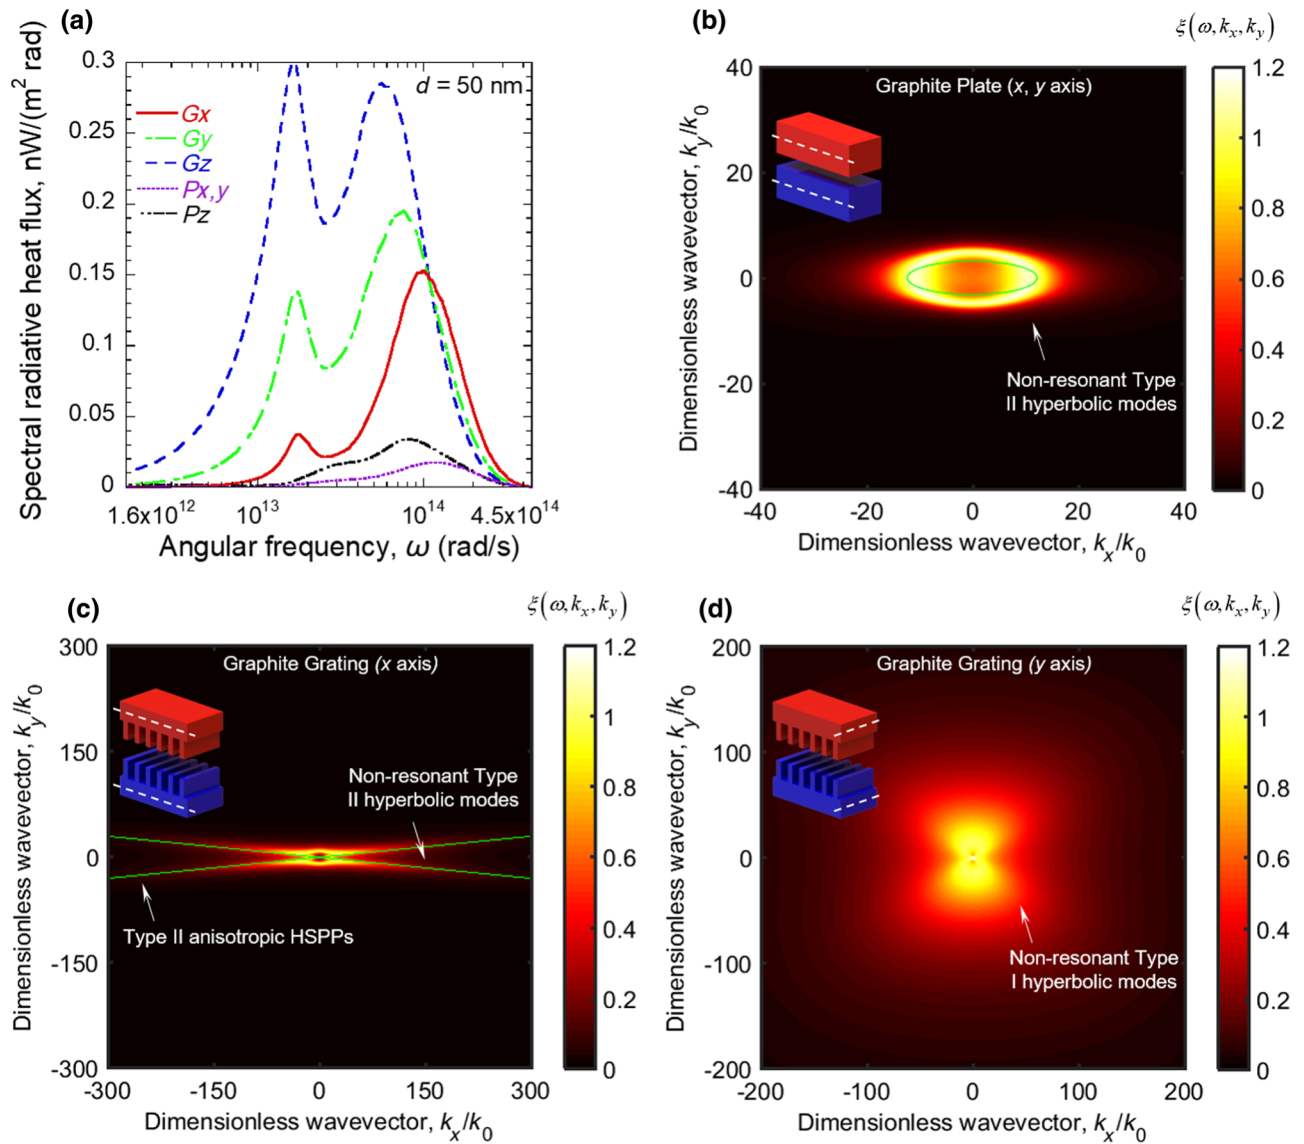 (a)
Spectral radiative heat flux, nW/(m² rad)
0.3
0.25
0.2
0.15
0.1
0.05
0
d = 50 nm
Gx
Gy
Gz
Px,y
Pz
1.6x10¹²
10¹³
10¹⁴
4.5x10¹⁴
Angular frequency, ω (rad/s)
(b)
ξ(ω,kₓ,k_y)
Graphite Plate (x, y axis)
Dimensionless wavevector, k_y/k₀
40
20
0
-20
-40
Non-resonant Type
II hyperbolic modes
-40
-20
0
20
40
Dimensionless wavevector, kₓ/k₀
1.2
1
0.8
0.6
0.4
0.2
0
(c)
ξ(ω,kₓ,k_y)
Graphite Grating (x axis)
Dimensionless wavevector, k_y/k₀
300
150
0
-150
-300
Non-resonant Type
II hyperbolic modes
Type II anisotropic HSPPs
-300
-150
0
150
300
Dimensionless wavevector, kₓ/k₀
1.2
1
0.8
0.6
0.4
0.2
0
(d)
ξ(ω,kₓ,k_y)
Graphite Grating (y axis)
Dimensionless wavevector, k_y/k₀
200
100
0
-100
-200
Non-resonant Type
I hyperbolic modes
-200
-100
0
100
200
Dimensionless wavevector, kₓ/k₀
1.2
1
0.8
0.6
0.4
0.2
0